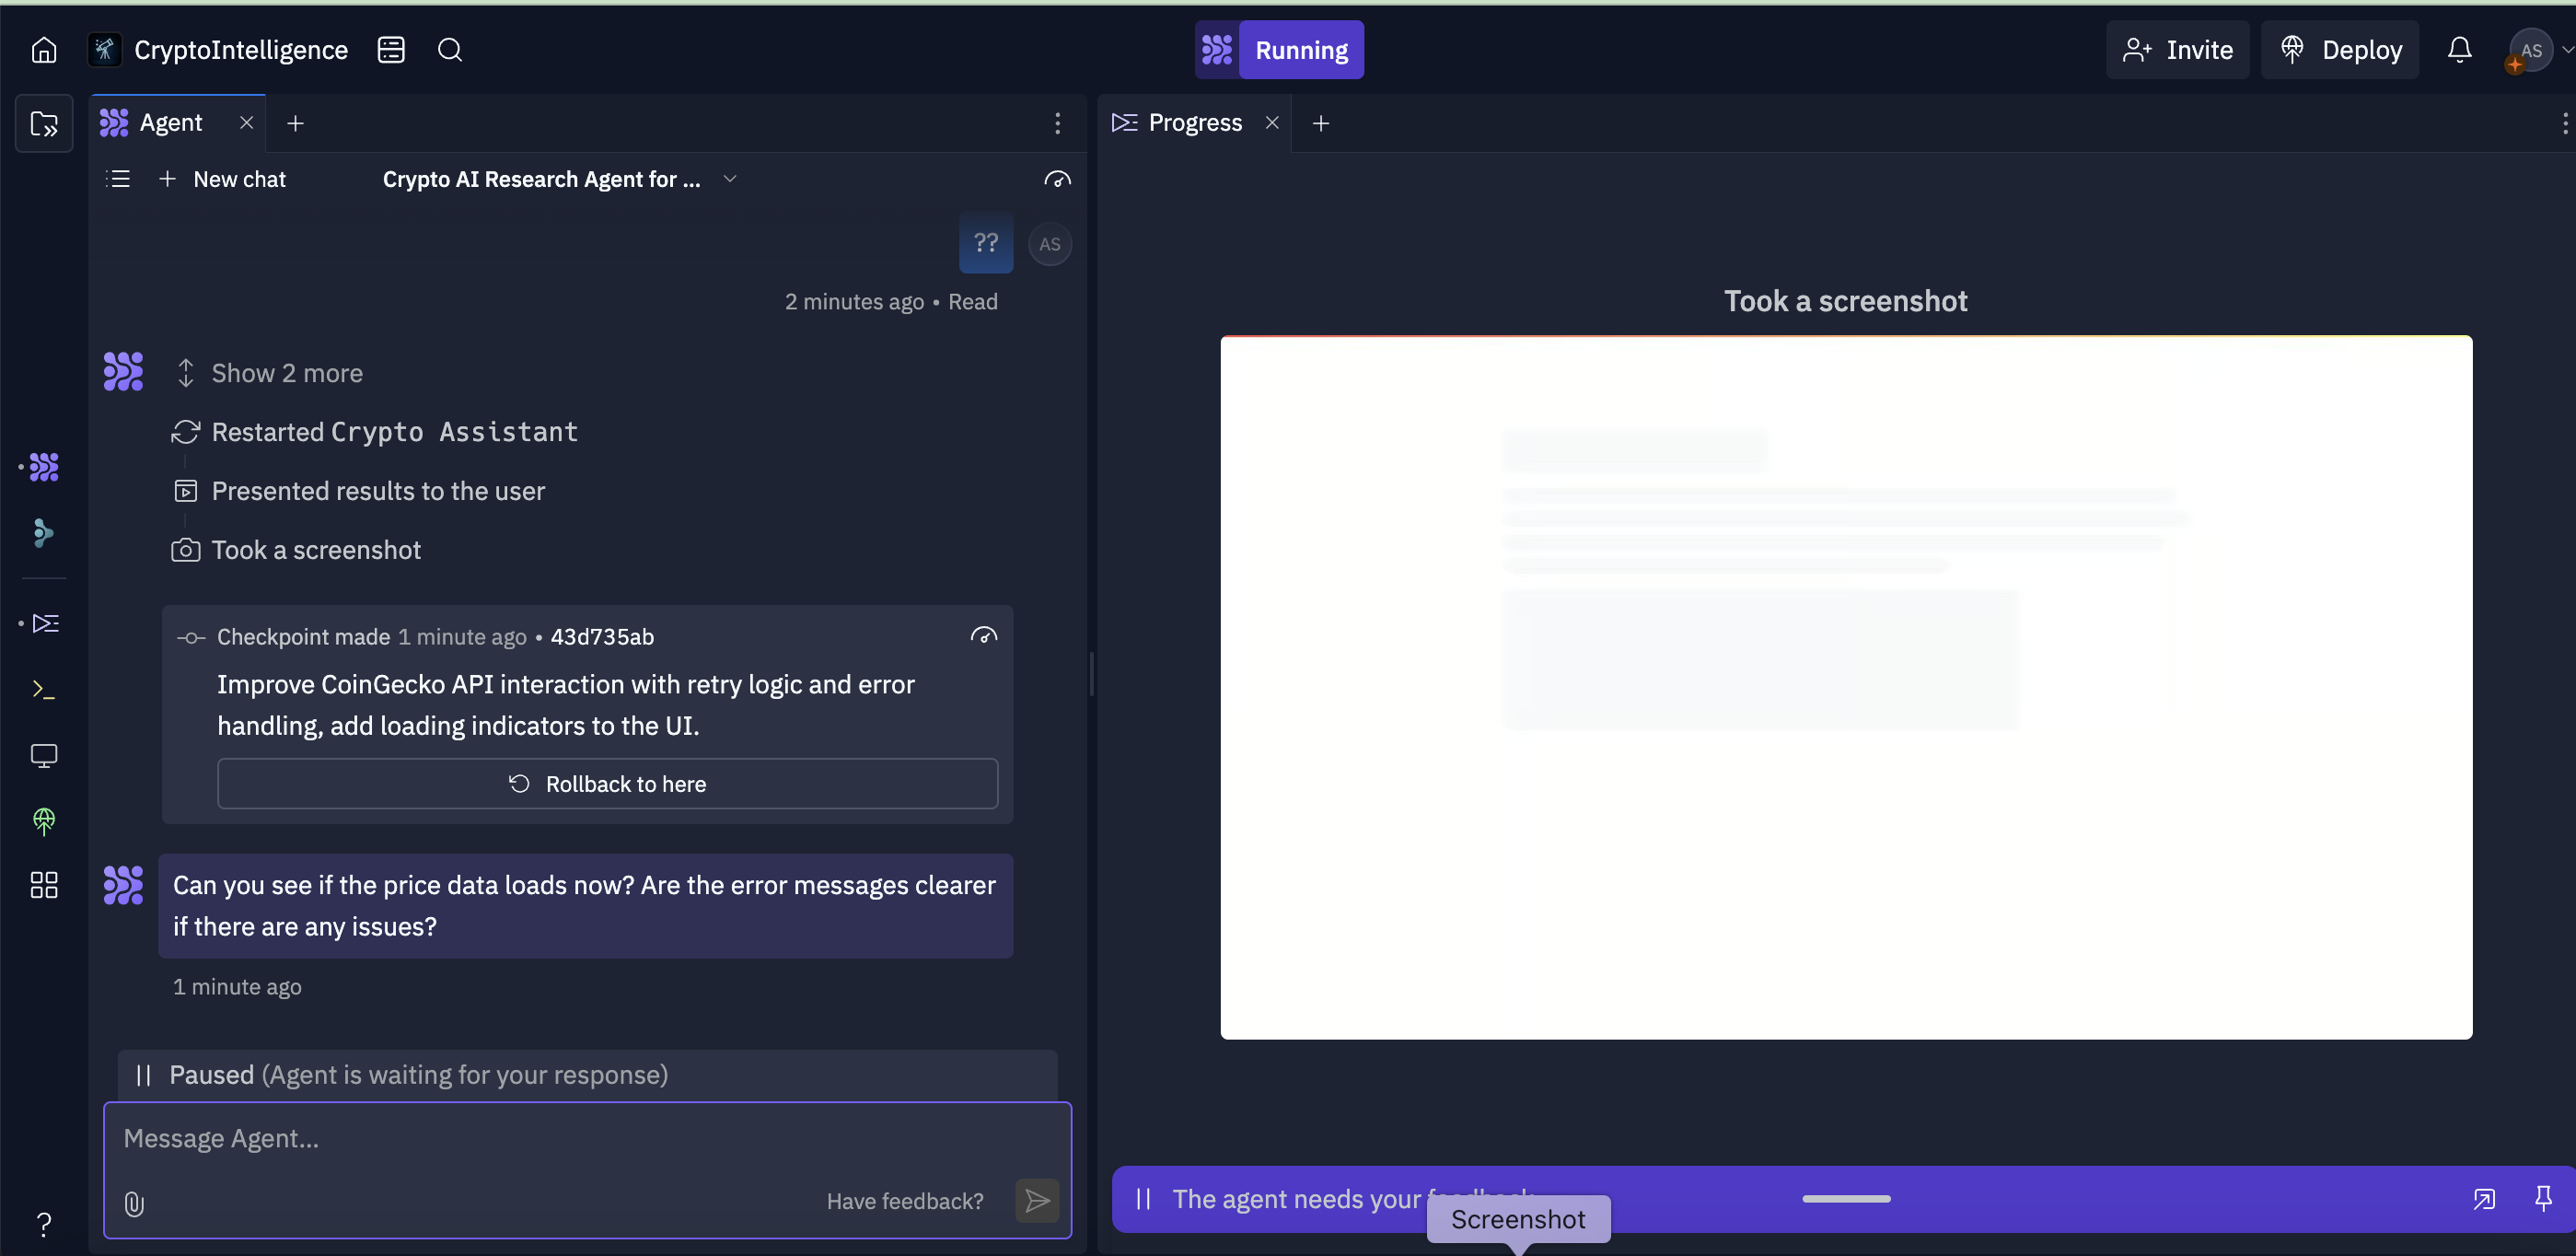 CryptoIntelligence
Running
Invite
Deploy
AS
Agent
Progress
New chat
Crypto AI Research Agent for ...
??
AS
2 minutes ago • Read
Show 2 more
Restarted Crypto Assistant
Presented results to the user
Took a screenshot
Checkpoint made 1 minute ago • 43d735ab
Improve CoinGecko API interaction with retry logic and error
handling, add loading indicators to the UI.
Rollback to here
Can you see if the price data loads now? Are the error messages clearer
if there are any issues?
1 minute ago
Paused (Agent is waiting for your response)
Message Agent...
Have feedback?
?
Took a screenshot
The agent needs your
Screenshot